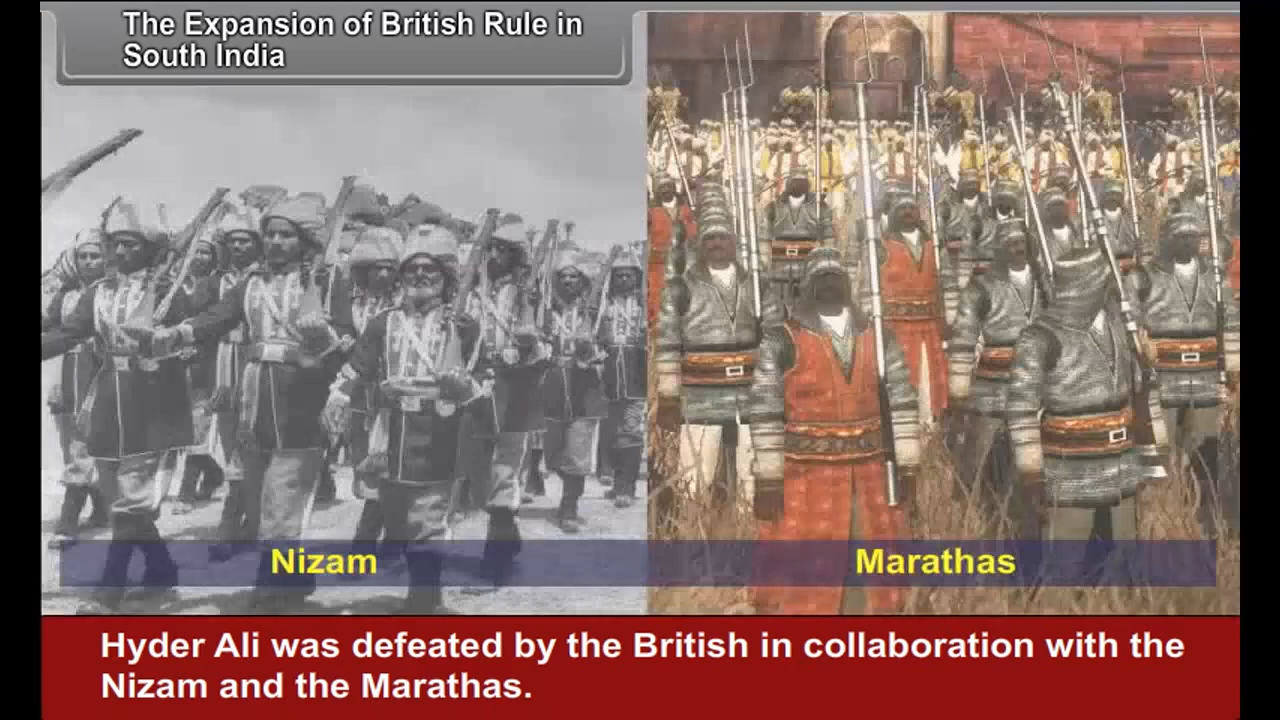 The Expansion of British Rule in
South India
Nizam
Marathas
Hyder Ali was defeated by the British in collaboration with the
Nizam and the Marathas.